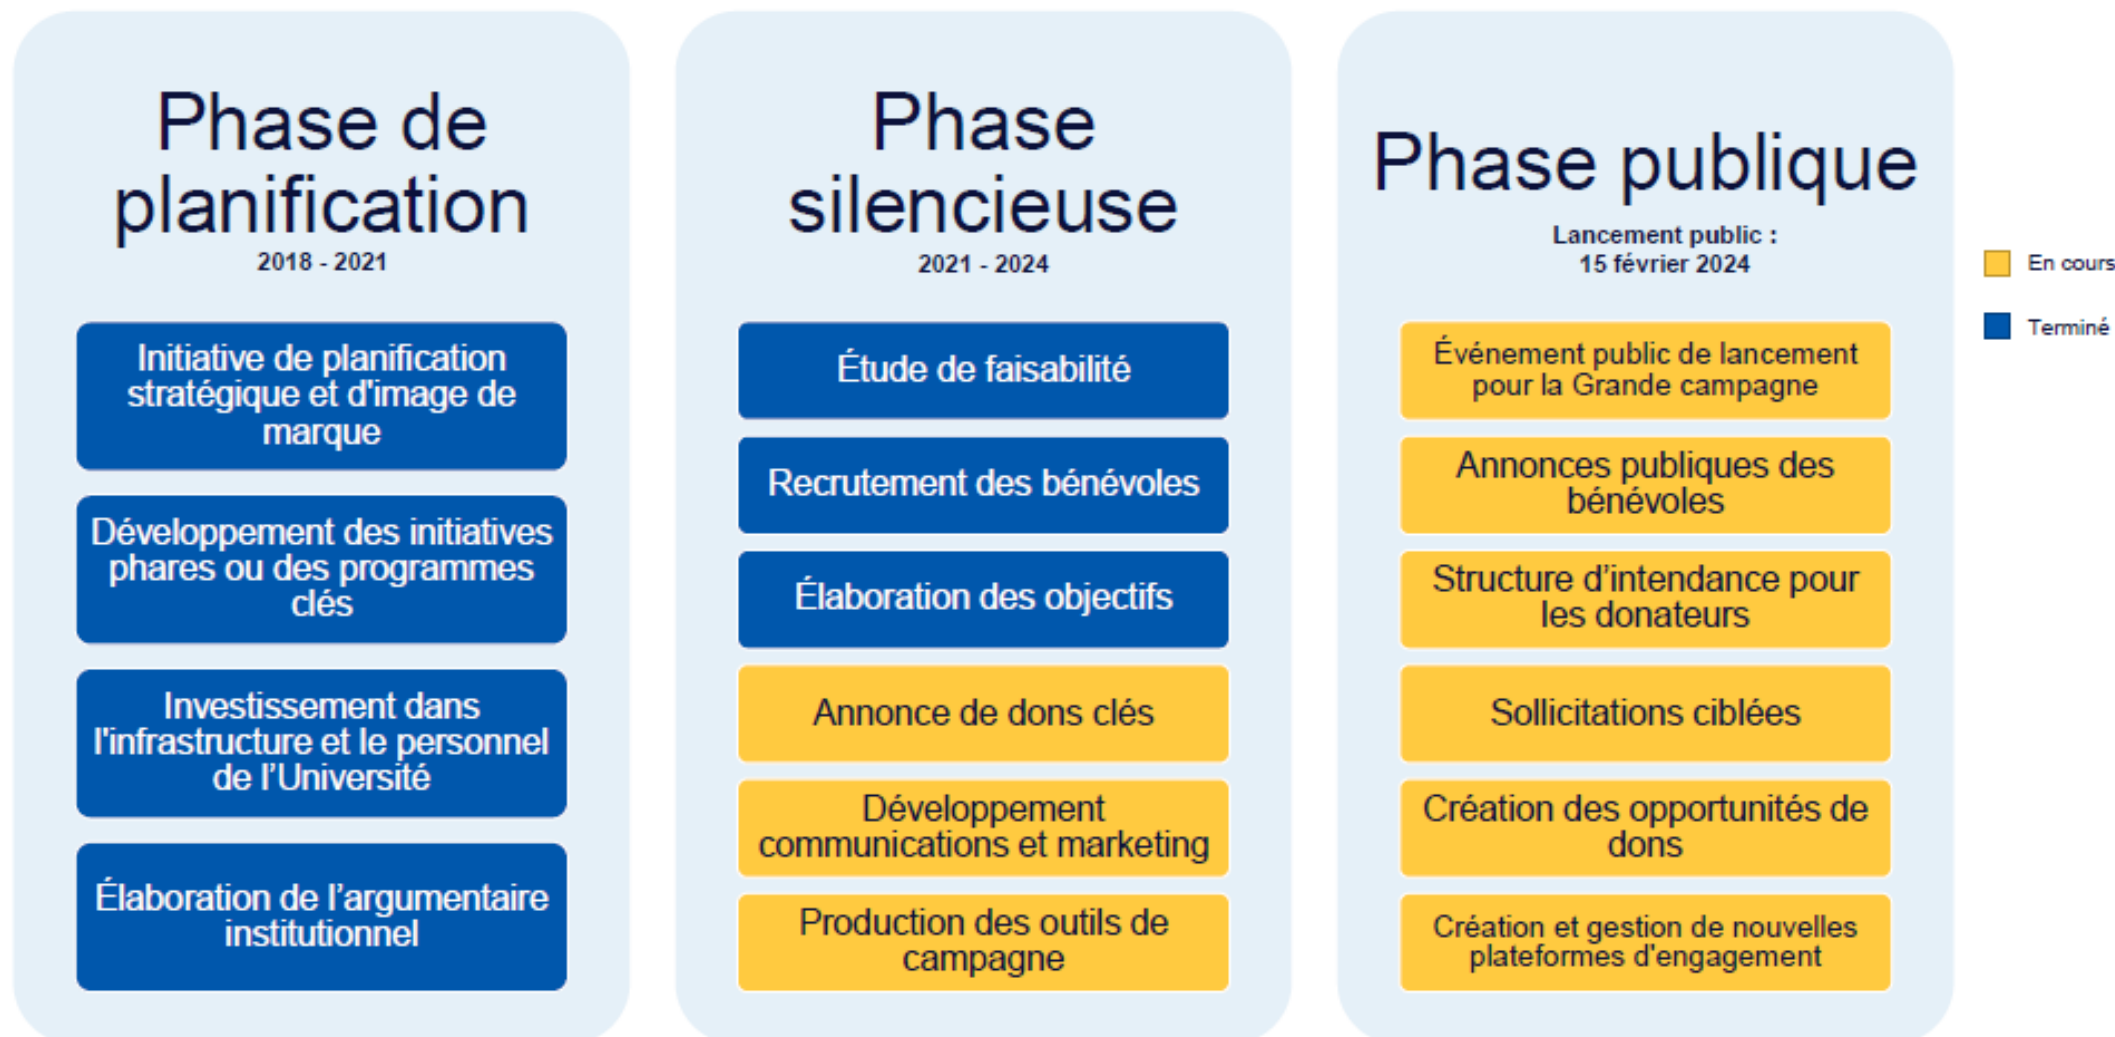 Phase de
planification
2018 - 2021
Initiative de planification
stratégique et d'image de
marque
Développement des initiatives
phares ou des programmes
clés
Investissement dans
l'infrastructure et le personnel
de l’Université
Élaboration de l’argumentaire
institutionnel
Phase
silencieuse
2021 - 2024
Étude de faisabilité
Recrutement des bénévoles
Élaboration des objectifs
Annonce de dons clés
Développement
communications et marketing
Production des outils de
campagne
Phase publique
Lancement public :
15 février 2024
Événement public de lancement
pour la Grande campagne
Annonces publiques des
bénévoles
Structure d’intendance pour
les donateurs
Sollicitations ciblées
Création des opportunités de
dons
Création et gestion de nouvelles
plateformes d'engagement
En cours
Terminé